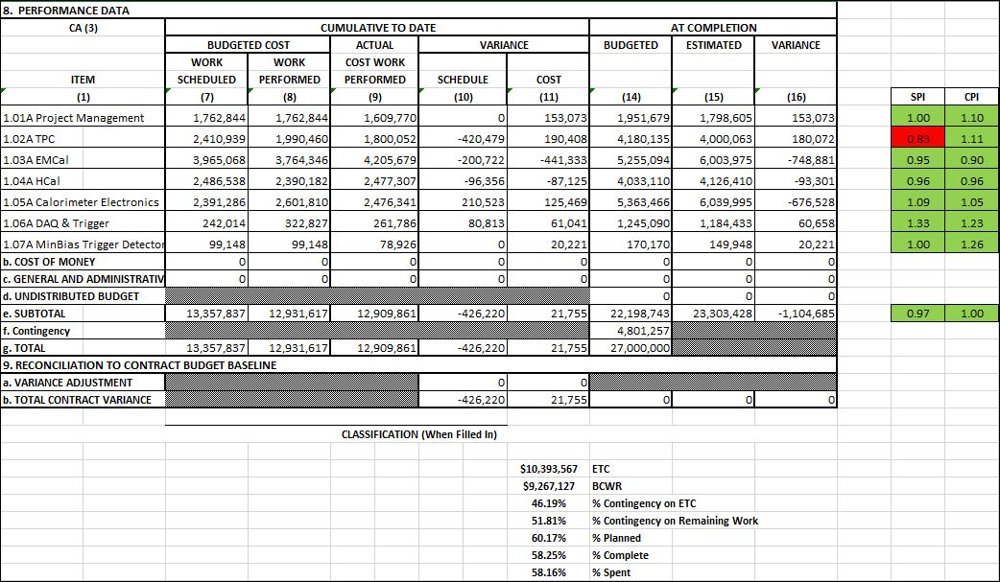 8. PERFORMANCE DATA
CA (3) CUMULATIVE TO DATE AT COMPLETION
BUDGETED COST ACTUAL VARIANCE BUDGETED ESTIMATED VARIANCE
WORK WORK COST WORK
ITEM SCHEDULED PERFORMED PERFORMED SCHEDULE COST
(1) (7) (8) (9) (10) (11) (14) (15) (16) SPI CPI
1.01A Project Management 1,762,844 1,762,844 1,609,770 0 153,073 1,951,679 1,798,605 153,073 1.00 1.10
1.02A TPC 2,410,939 1,990,460 1,800,052 -420,479 190,408 4,180,135 4,000,063 180,072 0.83 1.11
1.03A EMCal 3,965,068 3,764,346 4,205,679 -200,722 -441,333 5,255,094 6,003,975 -748,881 0.95 0.90
1.04A HCal 2,486,538 2,390,182 2,477,307 -96,356 -87,125 4,033,110 4,126,410 -93,301 0.96 0.96
1.05A Calorimeter Electronics 2,391,286 2,601,810 2,476,341 210,523 125,469 5,363,466 6,039,995 -676,528 1.09 1.05
1.06A DAQ & Trigger 242,014 322,827 261,786 80,813 61,041 1,245,090 1,184,433 60,658 1.33 1.23
1.07A MinBias Trigger Detector 99,148 99,148 78,926 0 20,221 170,170 149,948 20,221 1.00 1.26
b. COST OF MONEY 0 0 0 0 0 0 0 0
c. GENERAL AND ADMINISTRATIV 0 0 0 0 0 0 0 0
d. UNDISTRIBUTED BUDGET 0 0 0
e. SUBTOTAL 13,357,837 12,931,617 12,909,861 -426,220 21,755 22,198,743 23,303,428 -1,104,685 0.97 1.00
f. Contingency 4,801,257
g. TOTAL 13,357,837 12,931,617 12,909,861 -426,220 21,755 27,000,000
9. RECONCILIATION TO CONTRACT BUDGET BASELINE
a. VARIANCE ADJUSTMENT 0 0
b. TOTAL CONTRACT VARIANCE -426,220 21,755 0 0 0
CLASSIFICATION (When Filled In)
$10,393,567 ETC
$9,267,127 BCWR
46.19% % Contingency on ETC
51.81% % Contingency on Remaining Work
60.17% % Planned
58.25% % Complete
58.16% % Spent